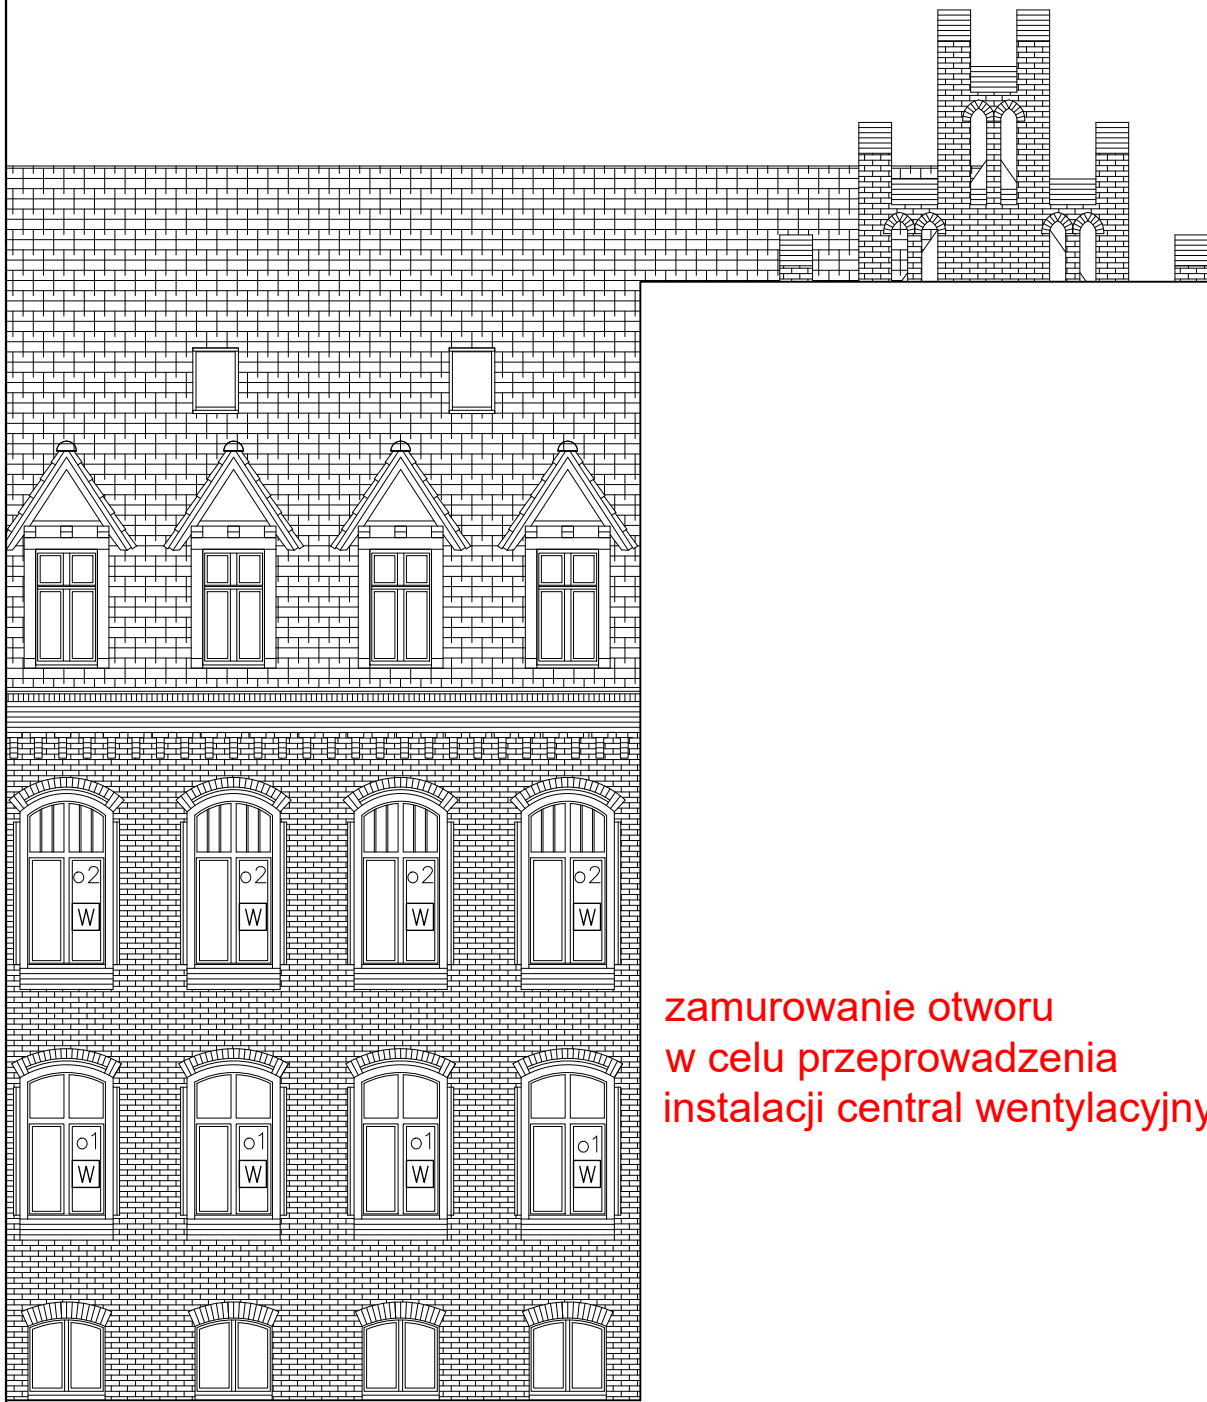 o2 o2 o2 o2
W W W W
zamurowanie otworu
w celu przeprowadzenia
instalacji central wentylacyjny
o1 o1 o1 o1
W W W W